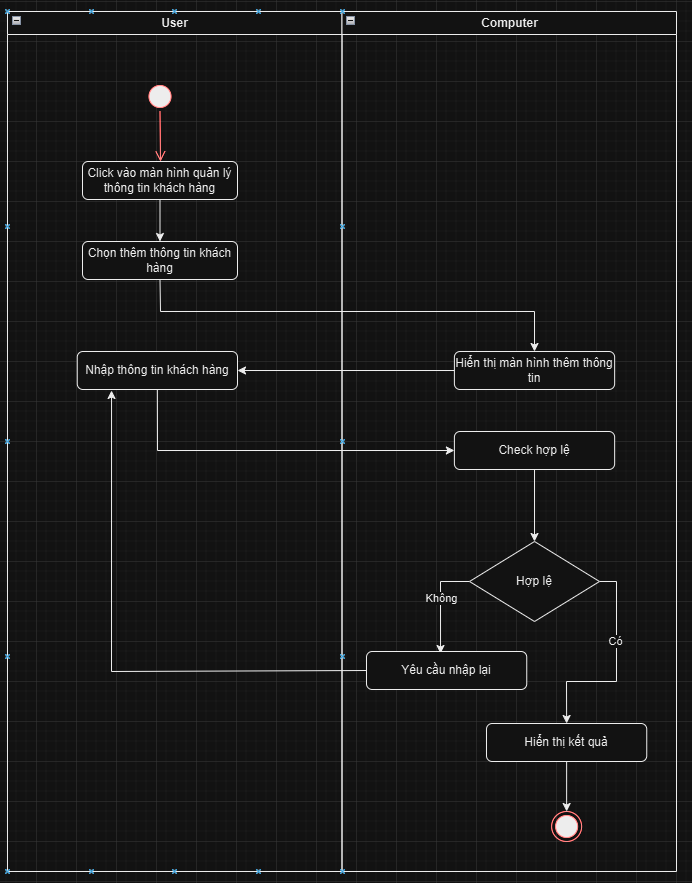 User
Computer
Click vào màn hình quản lý
thông tin khách hàng
Chọn thêm thông tin khách
hàng
Nhập thông tin khách hàng
Hiển thị màn hình thêm thông
tin
Check hợp lệ
Hợp lệ
Không
Có
Yêu cầu nhập lại
Hiển thị kết quả